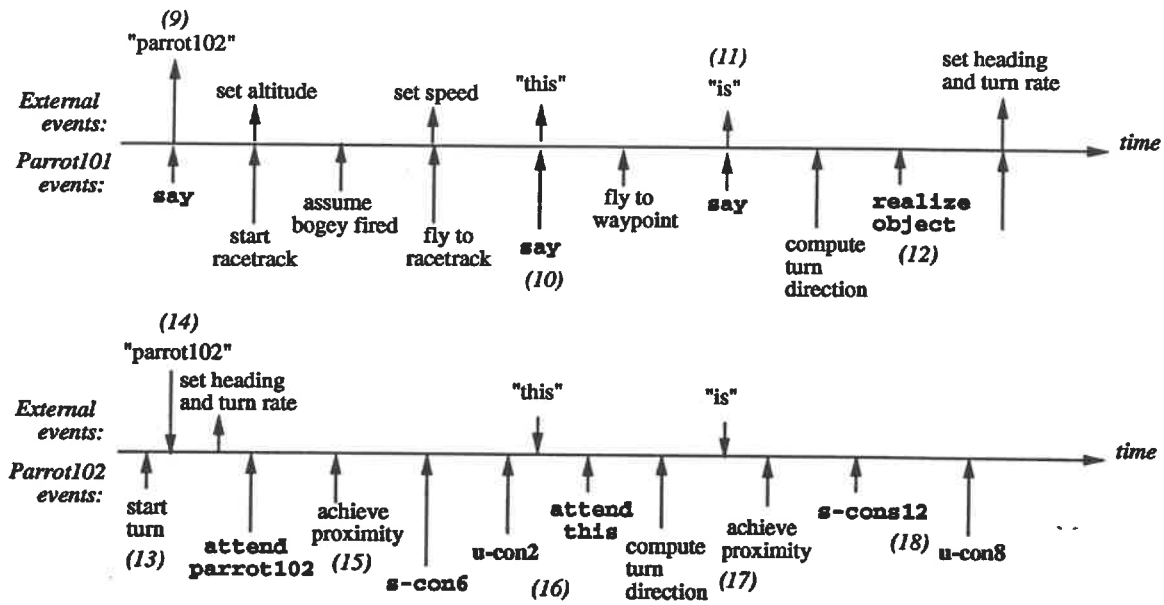 (9)
"parrot102"
(11)
set heading
and turn rate
"this"
"is"
set altitude
set speed
External
events:
time
Parrot101
events:
say
assume
bogey fired
fly to
waypoint
say
realize
object
start
racetrack
fly to
racetrack
say
(10)
compute
turn
direction
(12)
(14)
"parrot102"
set heading
and turn rate
"this"
"is"
External
events:
time
Parrot102
events:
start
turn
(13)
attend
parrot102
achieve
proximity
(15)
s-con6
u-con2
attend
this
(16)
compute
turn
direction
achieve
proximity
(17)
s-cons12
(18)
u-con8